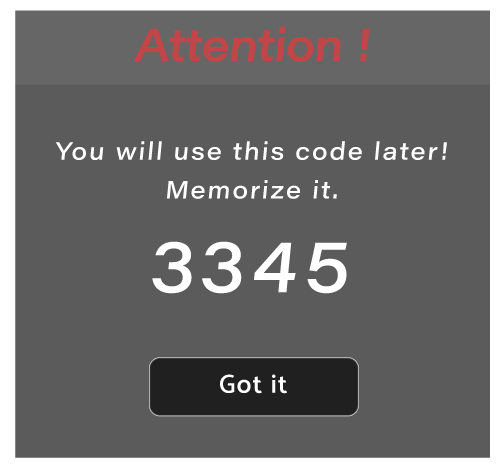 Attention !
You will use this code later!
Memorize it.
3345
Got it